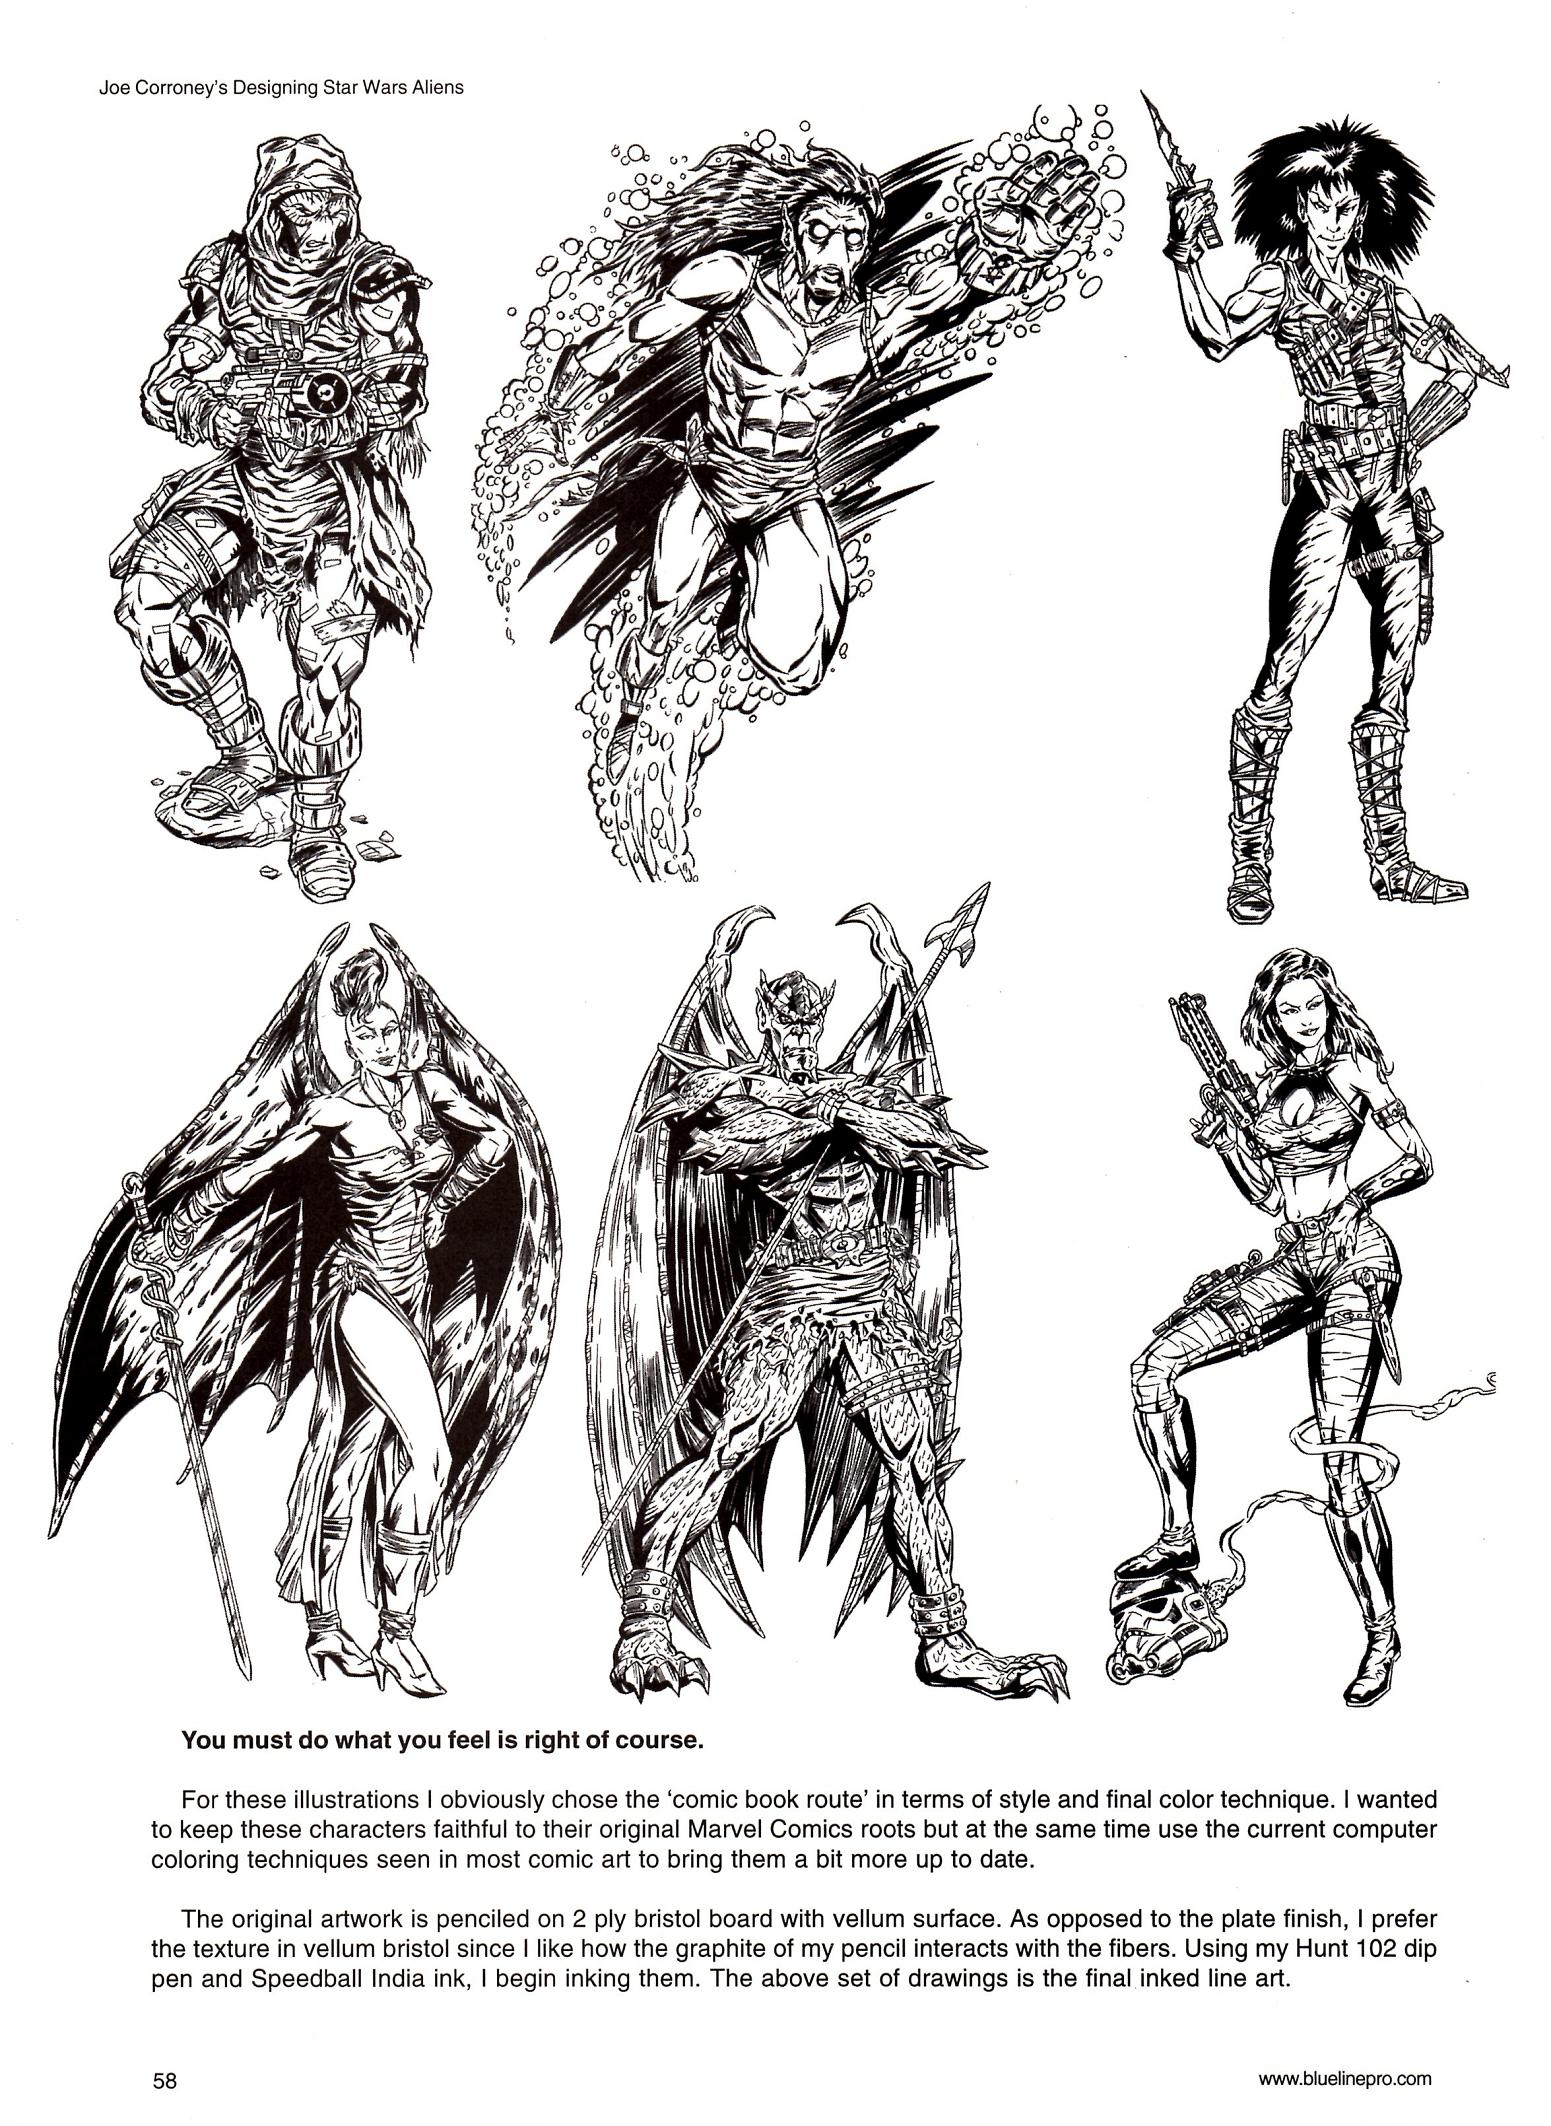 Joe Corroney's Designing Star Wars Aliens
You must do what you feel is right of course.
For these illustrations I obviously chose the ‘comic book route’ in terms of style and final color technique. I wanted
to keep these characters faithful to their original Marvel Comics roots but at the same time use the current computer
coloring techniques seen in most comic art to bring them a bit more up to date.
The original artwork is penciled on 2 ply bristol board with vellum surface. As opposed to the plate finish, I prefer
the texture in vellum bristol since I like how the graphite of my pencil interacts with the fibers. Using my Hunt 102 dip
pen and Speedball India ink, I begin inking them. The above set of drawings is the final inked line art.
58
www.bluelinepro.com